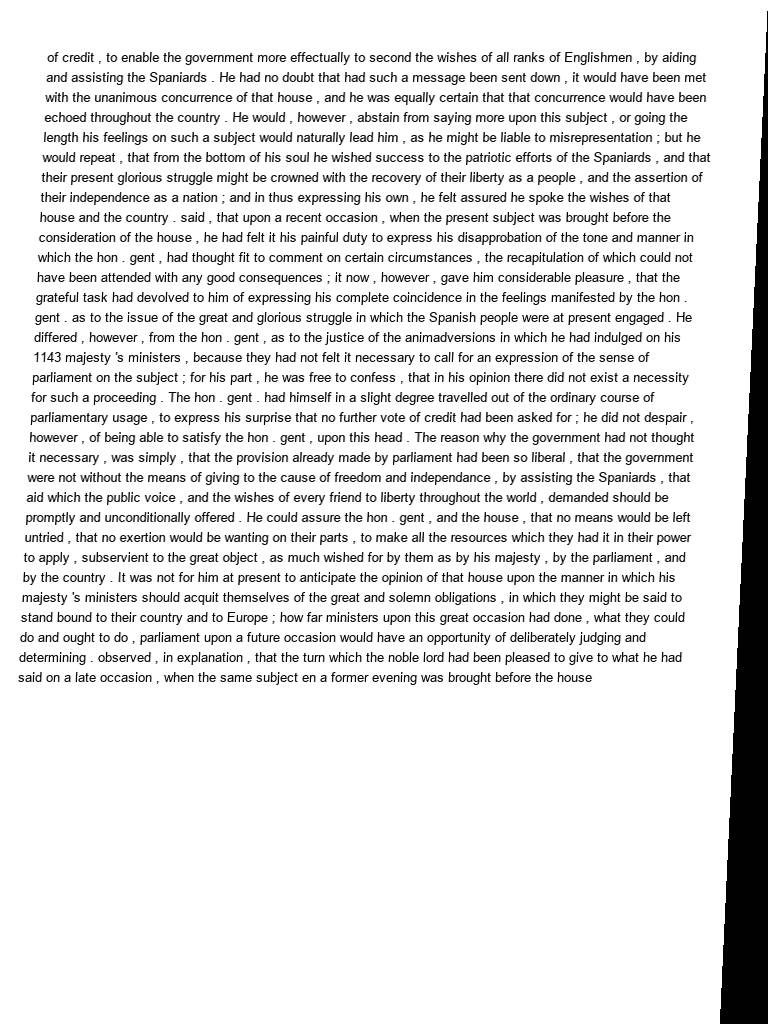 of credit , to enable the government more effectually to second the wishes of all ranks of Englishmen , by aiding
and assisting the Spaniards . He had no doubt that had such a message been sent down , it would have been met
with the unanimous concurrence of that house , and he was equally certain that that concurrence would have been
echoed throughout the country . He would , however , abstain from saying more upon this subject , or going the
length his feelings on such a subject would naturally lead him , as he might be liable to misrepresentation ; but he
would repeat , that from the bottom of his soul he wished success to the patriotic efforts of the Spaniards , and that
their present glorious struggle might be crowned with the recovery of their liberty as a people , and the assertion of
their independence as a nation ; and in thus expressing his own , he felt assured he spoke the wishes of that
house and the country . said , that upon a recent occasion , when the present subject was brought before the
consideration of the house , he had felt it his painful duty to express his disapprobation of the tone and manner in
which the hon . gent , had thought fit to comment on certain circumstances , the recapitulation of which could not
have been attended with any good consequences ; it now , however , gave him considerable pleasure , that the
grateful task had devolved to him of expressing his complete coincidence in the feelings manifested by the hon .
gent . as to the issue of the great and glorious struggle in which the Spanish people were at present engaged . He
differed , however , from the hon . gent , as to the justice of the animadversions in which he had indulged on his
1143 majesty 's ministers , because they had not felt it necessary to call for an expression of the sense of
parliament on the subject ; for his part , he was free to confess , that in his opinion there did not exist a necessity
for such a proceeding . The hon . gent . had himself in a slight degree travelled out of the ordinary course of
parliamentary usage , to express his surprise that no further vote of credit had been asked for ; he did not despair ,
however , of being able to satisfy the hon . gent , upon this head . The reason why the government had not thought
it necessary , was simply , that the provision already made by parliament had been so liberal , that the government
were not without the means of giving to the cause of freedom and independence , by assisting the Spaniards , that
aid which the public voice , and the wishes of every friend to liberty throughout the world , demanded should be
promptly and unconditionally offered . He could assure the hon . gent , and the house , that no means would be left
untried , that no exertion would be wanting on their parts , to make all the resources which they had it in their power
to apply , subservient to the great object , as much wished for by them as by his majesty , by the parliament , and
by the country . It was not for him at present to anticipate the opinion of that house upon the manner in which his
majesty 's ministers should acquit themselves of the great and solemn obligations , in which they might be said to
stand bound to their country and to Europe ; how far ministers upon this great occasion had done , what they could
do and ought to do , parliament upon a future occasion would have an opportunity of deliberately judging and
determining . observed , in explanation , that the turn which the noble lord had been pleased to give to what he had
said on a late occasion , when the same subject en a former evening was brought before the house